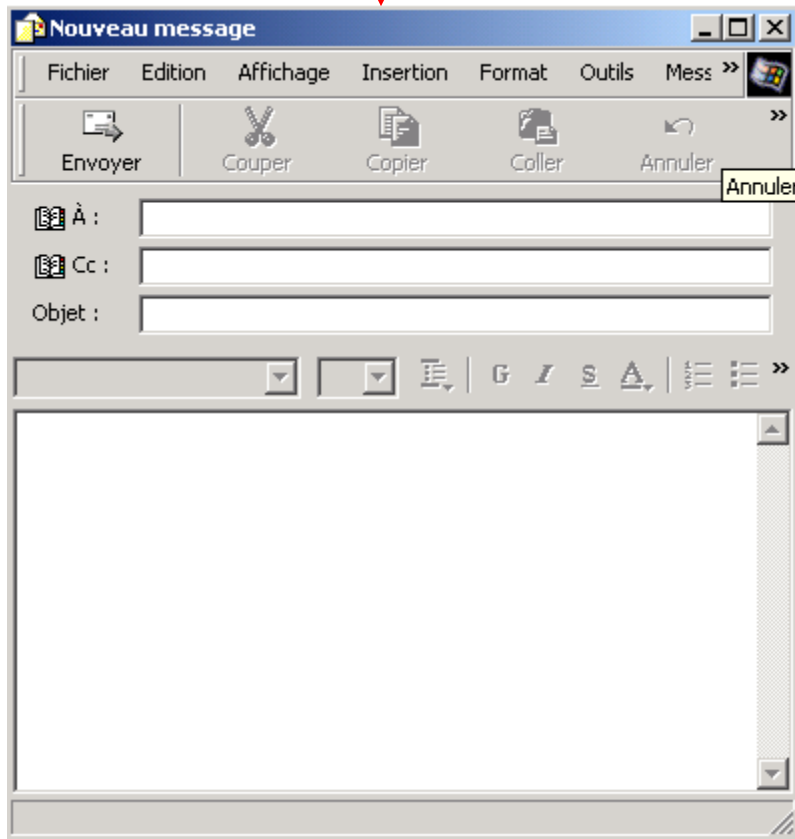 Nouveau message
Fichier Edition Affichage Insertion Format Outils Mess »
Envoyer Couper Copier Coller Annuler »
Annuler
À :
Cc :
Objet :
G I S A »